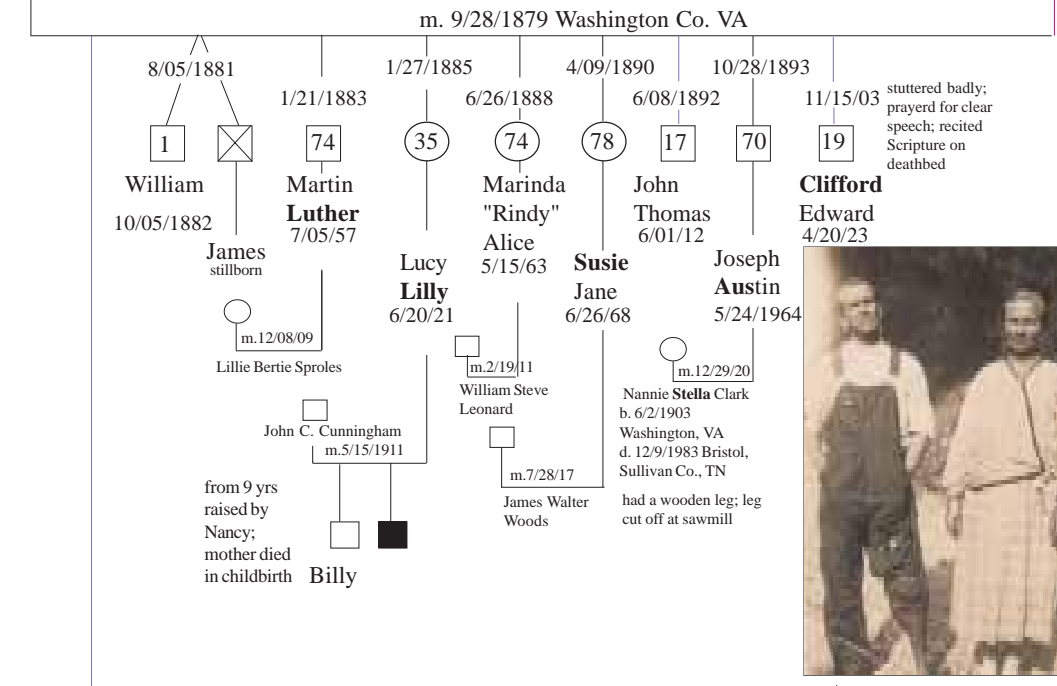 m. 9/28/1879 Washington Co. VA
8/05/1881
1/27/1885
4/09/1890
10/28/1893
1/21/1883
6/26/1888
6/08/1892
11/15/03
stuttered badly;
prayerd for clear
speech; recited
Scripture on
deathbed
1
74
35
74
78
17
70
19
William
10/05/1882
James
stillborn
Martin
Luther
7/05/57
Lucy
Lilly
6/20/21
Marinda
"Rindy"
Alice
5/15/63
Susie
Jane
6/26/68
John
Thomas
6/01/12
Joseph
Austin
5/24/1964
Clifford
Edward
4/20/23
m.12/08/09
Lillie Bertie Sproles
m.2/19/11
William Steve
Leonard
m.12/29/20
Nannie Stella Clark
b. 6/2/1903
Washington, VA
d. 12/9/1983 Bristol,
Sullivan Co., TN
had a wooden leg; leg
cut off at sawmill
John C. Cunningham
m.5/15/1911
m.7/28/17
James Walter
Woods
from 9 yrs
raised by
Nancy;
mother died
in childbirth
Billy